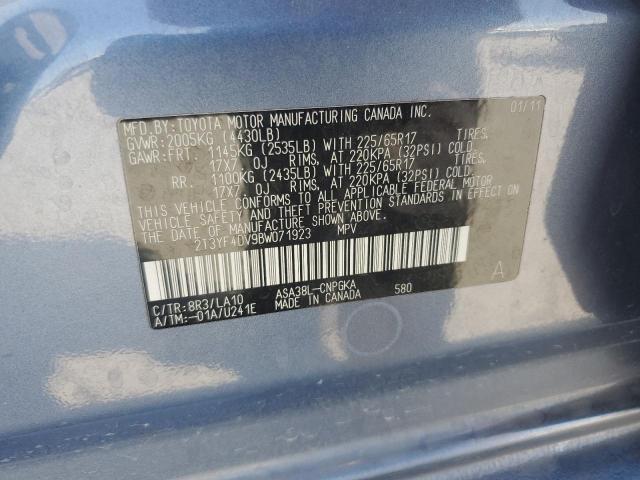 MFD.BY:TOYOTA MOTOR MANUFACTURING CANADA INC. 01/11
GVWR:2005KG (4430LB)
GAWR:FRT. 1145KG (2535LB) WITH 225/65R17 TIRES.
17X7 OJ RIMS, AT 220KPA (32PSI) COLD.
RR. 1100KG (2435LB) WITH 225/65R17 TIRES.
17X7 OJ RIMS, AT 220KPA (32PSI) COLD.
THIS VEHICLE CONFORMS TO ALL APPLICABLE FEDERAL MOTOR
VEHICLE SAFETY AND THEFT PREVENTION STANDARDS IN EFFECT ON
THE DATE OF MANUFACTURE SHOWN ABOVE.
2T3YF4DV9BW071923 MPV
A
C/TR:8R3/LA10 ASA38L-CNPGKA 580
A/TM:-01A/U241E MADE IN CANADA